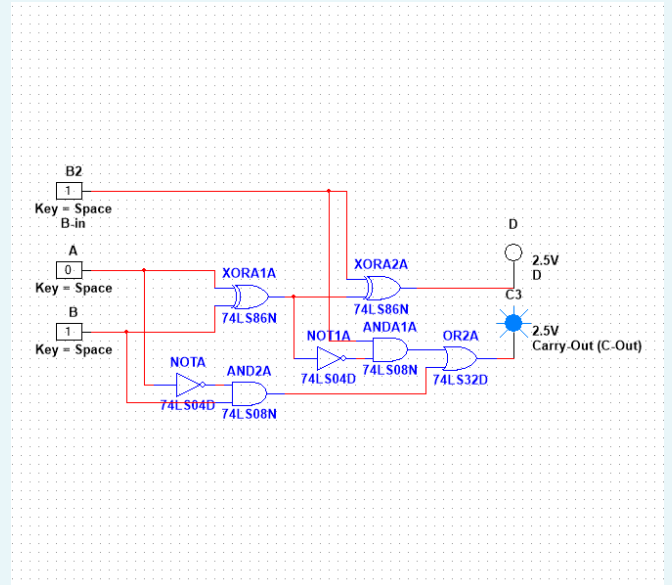 B2
1
Key = Space
B-in
A
0
Key = Space
B
1
Key = Space
XORA1A
74LS86N
XORA2A
74LS86N
NOT1A
74LS04D
ANDA1A
74LS08N
OR2A
74LS32D
NOTA
74LS04D
AND2A
74LS08N
D
2.5V
D
C3
2.5V
Carry-Out (C-Out)